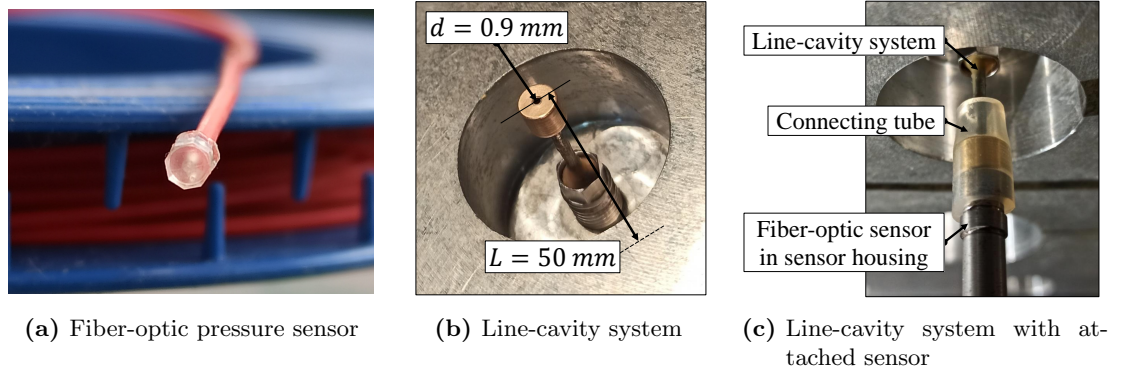 d = 0.9 mm
L = 50 mm
Line-cavity system
Connecting tube
Fiber-optic sensor
in sensor housing
(a) Fiber-optic pressure sensor
(b) Line-cavity system
(c) Line-cavity system with at-
tached sensor